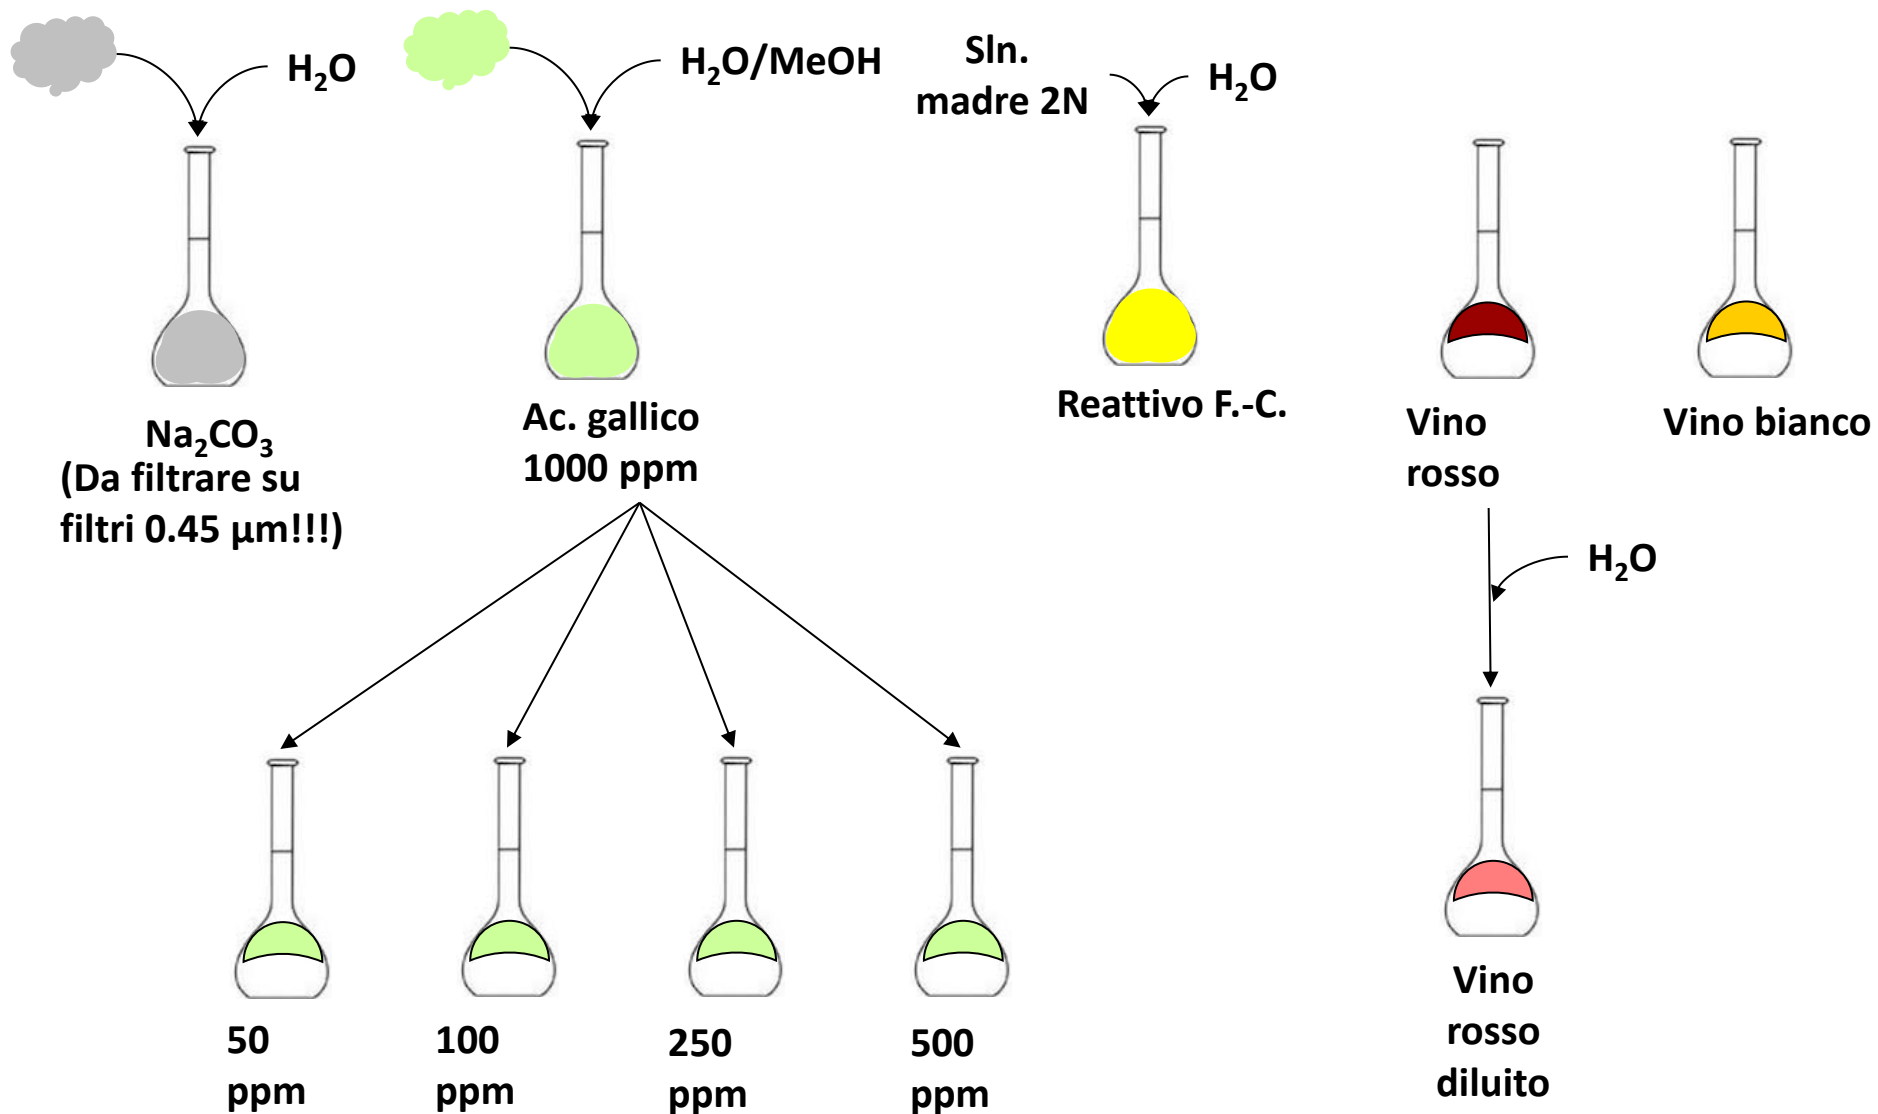 H₂O
H₂O/MeOH
Sln.
madre 2N
H₂O
Na₂CO₃
(Da filtrare su
filtri 0.45 µm!!!)
Ac. gallico
1000 ppm
Reattivo F.-C.
Vino
rosso
Vino bianco
H₂O
50
ppm
100
ppm
250
ppm
500
ppm
Vino
rosso
diluito